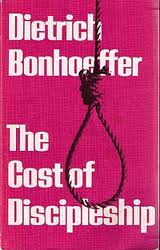 Dietrich
Bonhoeffer
The
Cost of
Discipleship